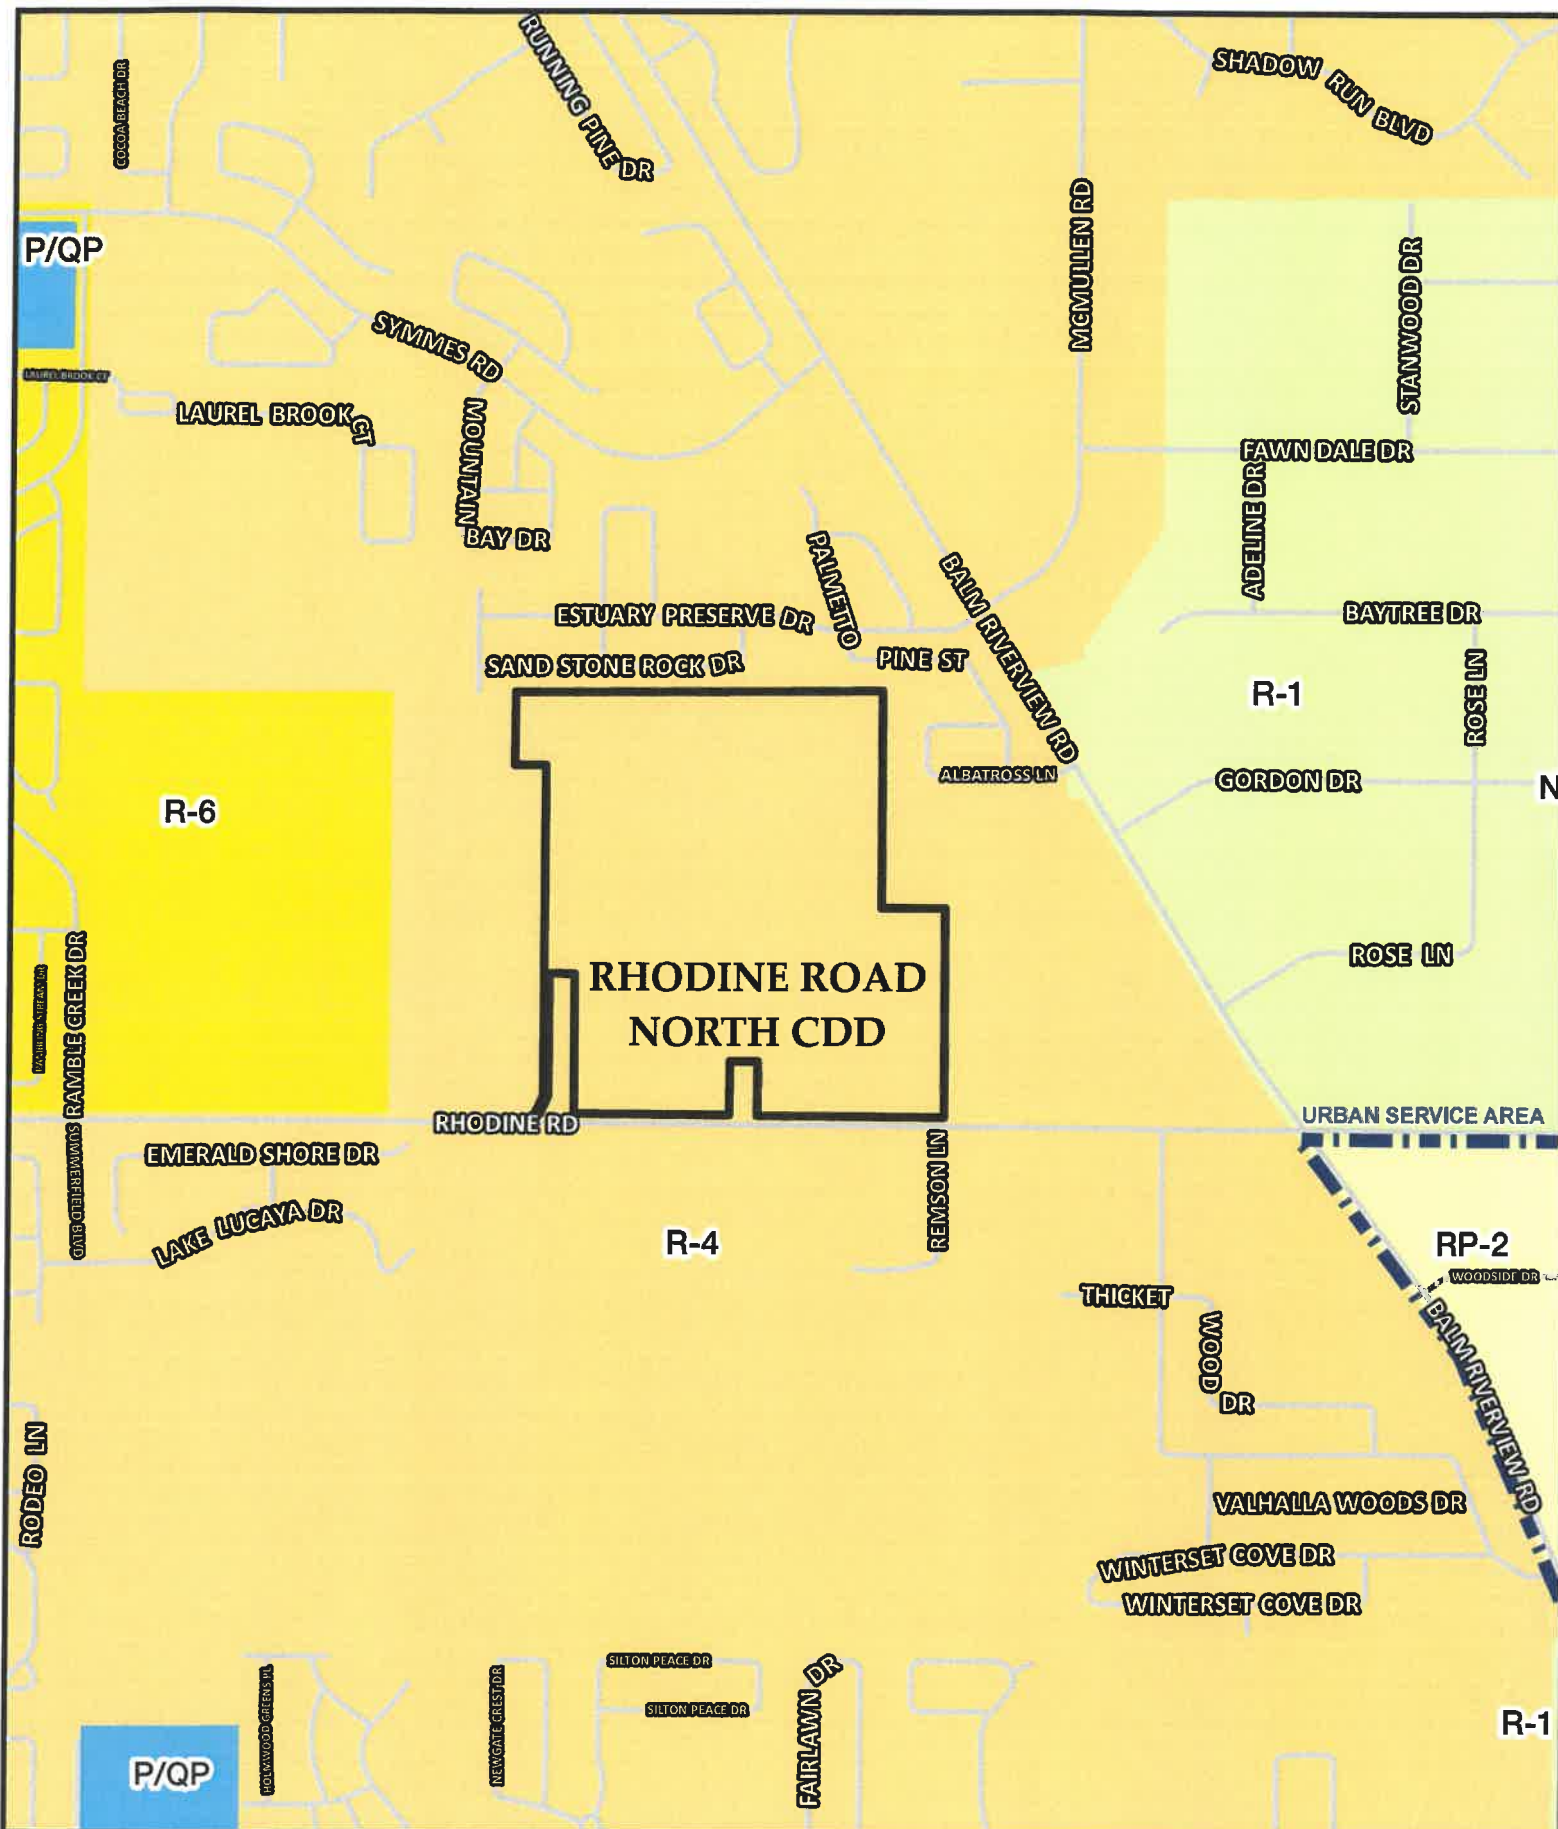 SHADOW RUN BLVD
RUNNING PINE DR
COCOA BEACH DR
P/QP
MCMULLEN RD
STANWOOD DR
SYMMES RD
LAUREL BROOK CT
LAUREL BROOK CT
MOUNTAIN BAY DR
FAWN DALE DR
ADELINE DR
PALMETTO PINE ST
BALM RIVERVIEW RD
ESTUARY PRESERVE DR
BAYTREE DR
SAND STONE ROCK DR
R-1
ROSE LN
ALBATROSS LN
GORDON DR
N
R-6
ROSE LN
RHODINE ROAD
NORTH CDD
RAMBLE CREEK DR
RHODINE RD
URBAN SERVICE AREA
EMERALD SHORE DR
SUMMERFIELD BLVD
REMSON LN
LAKE LUCAYA DR
R-4
RP-2
WOODSIDE DR
THICKET WOOD DR
BALM RIVERVIEW RD
RODEO LN
VALHALLA WOODS DR
WINTERSET COVE DR
WINTERSET COVE DR
SILTON PEACE DR
HOLMWOOD GREENS PL
NEWGATE CREST DR
SILTON PEACE DR
FAIRLAWN DR
R-1
P/QP